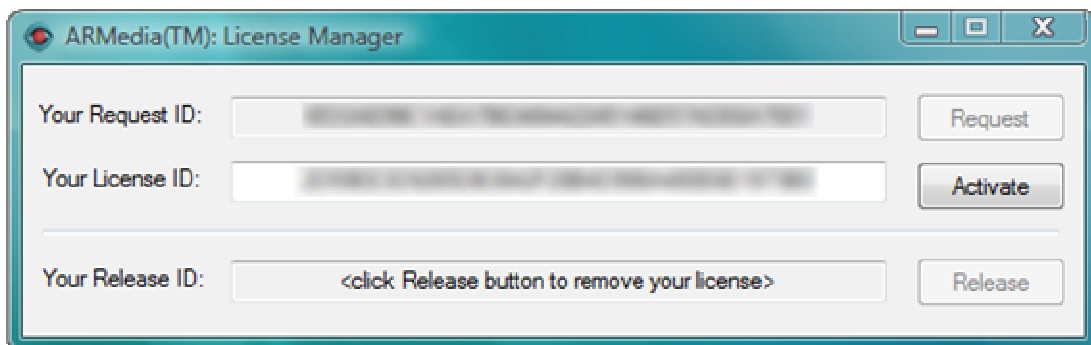 ARMedia(TM): License Manager
Your Request ID: Request
Your License ID: Activate
Your Release ID: <click Release button to remove your license> Release